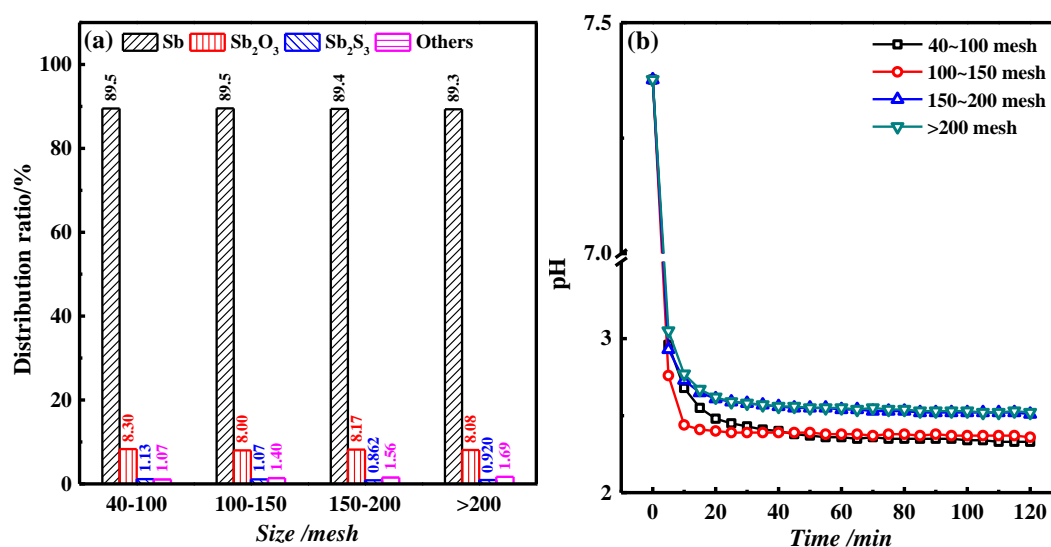 (a) Sb Sb2O3 Sb2S3 Others
100
80
60
40
20
0
Distribution ratio/%
89.5
8.30
1.13
1.07
89.5
8.00
1.07
1.40
89.4
8.17
0.862
1.56
89.3
8.08
0.920
1.69
40-100 100-150 150-200 >200
Size /mesh
(b)
40~100 mesh
100~150 mesh
150~200 mesh
>200 mesh
7.5
7.0
3
2
pH
0 20 40 60 80 100 120
Time /min